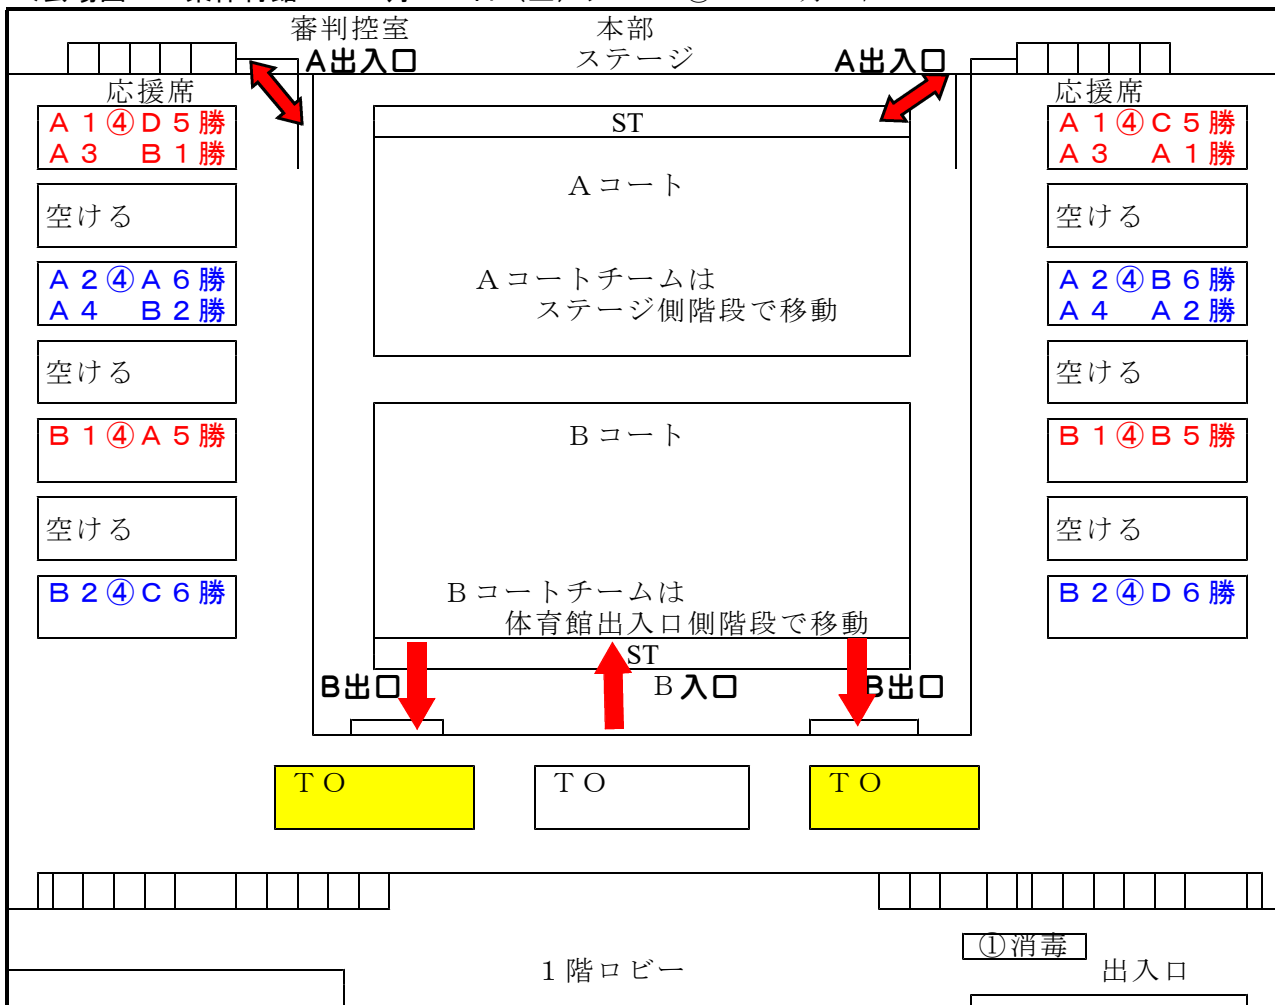 審判控室
本部
A出入口
ステージ
A出入口
応援席
応援席
A１④D５勝
A３　B１勝
ST
A１④C５勝
A３　A１勝
Aコート
空ける
空ける
A２④A６勝
A４　B２勝
Aコートチームは
ステージ側階段で移動
A２④B６勝
A４　A２勝
空ける
空ける
B１④A５勝
Bコート
B１④B５勝
空ける
空ける
B２④C６勝
Bコートチームは
体育館出入口側階段で移動
B２④D６勝
ST
B出口
B入口
B出口
TO
TO
TO
①消毒
1階ロビー
出入口